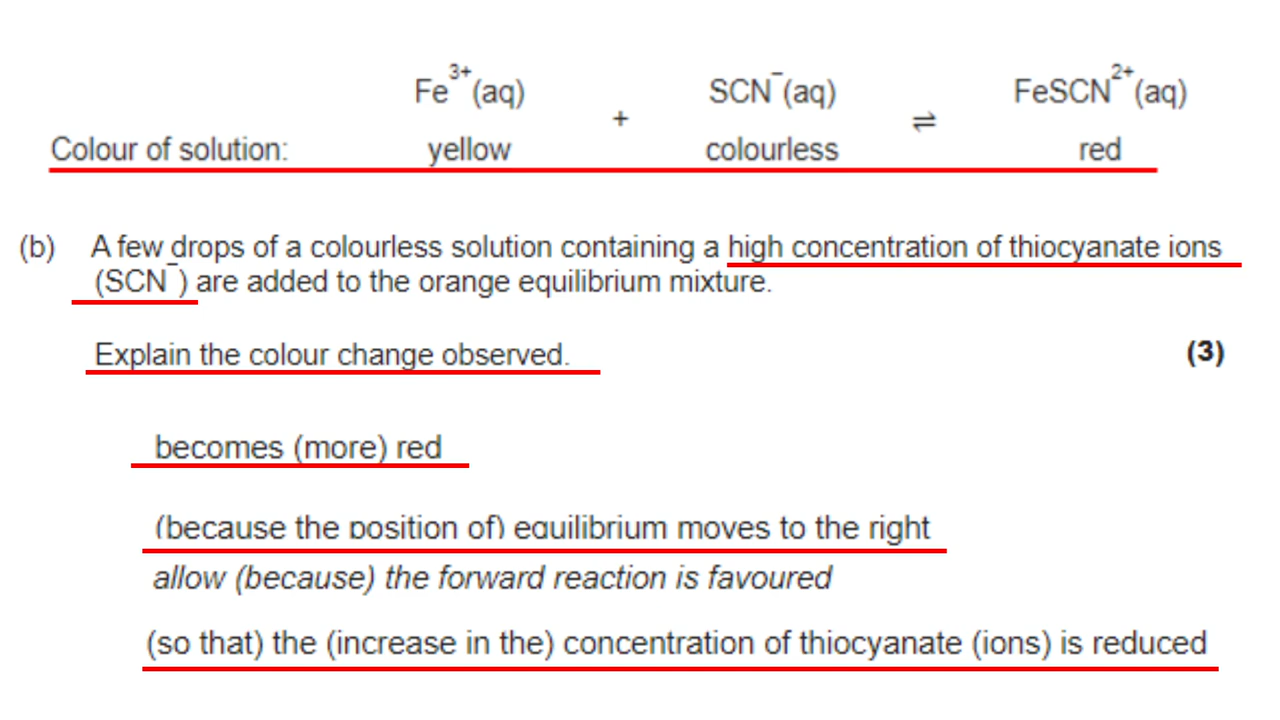 Fe³⁺(aq) + SCN⁻(aq) ⇌ FeSCN²⁺(aq)
Colour of solution: yellow colourless red
(b) A few drops of a colourless solution containing a high concentration of thiocyanate ions
(SCN⁻) are added to the orange equilibrium mixture.
Explain the colour change observed. (3)
becomes (more) red
(because the position of) equilibrium moves to the right
allow (because) the forward reaction is favoured
(so that) the (increase in the) concentration of thiocyanate (ions) is reduced